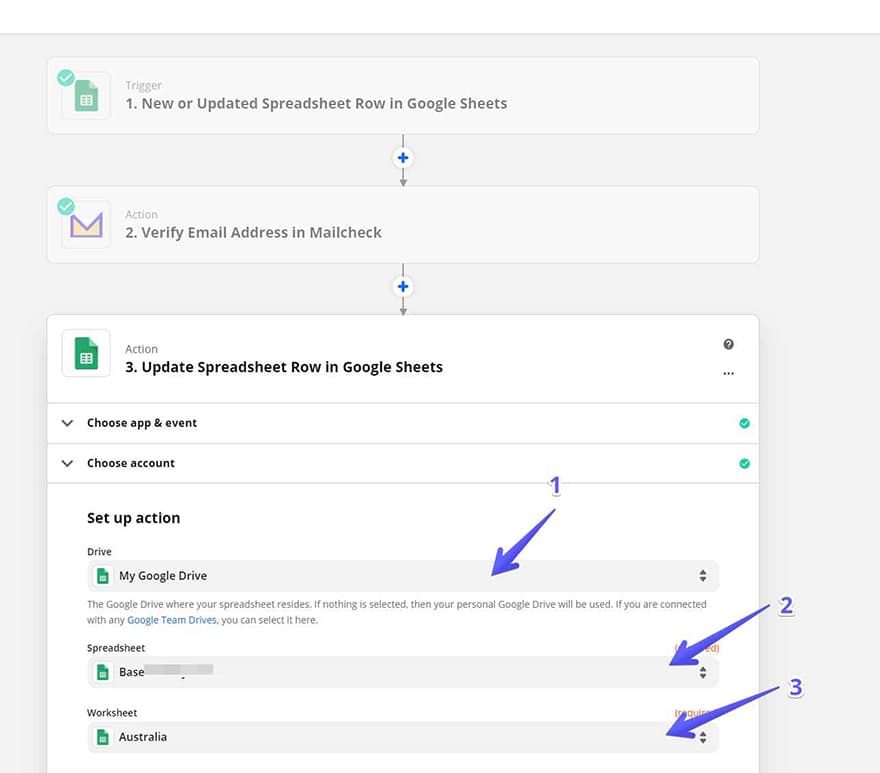 Trigger
1. New or Updated Spreadsheet Row in Google Sheets
Action
2. Verify Email Address in Mailcheck
Action
3. Update Spreadsheet Row in Google Sheets
Choose app & event
Choose account
1
Set up action
Drive
My Google Drive
The Google Drive where your spreadsheet resides. If nothing is selected, then your personal Google Drive will be used. If you are connected
with any Google Team Drives, you can select it here.
2
Spreadsheet
Base
3
Worksheet
Australia